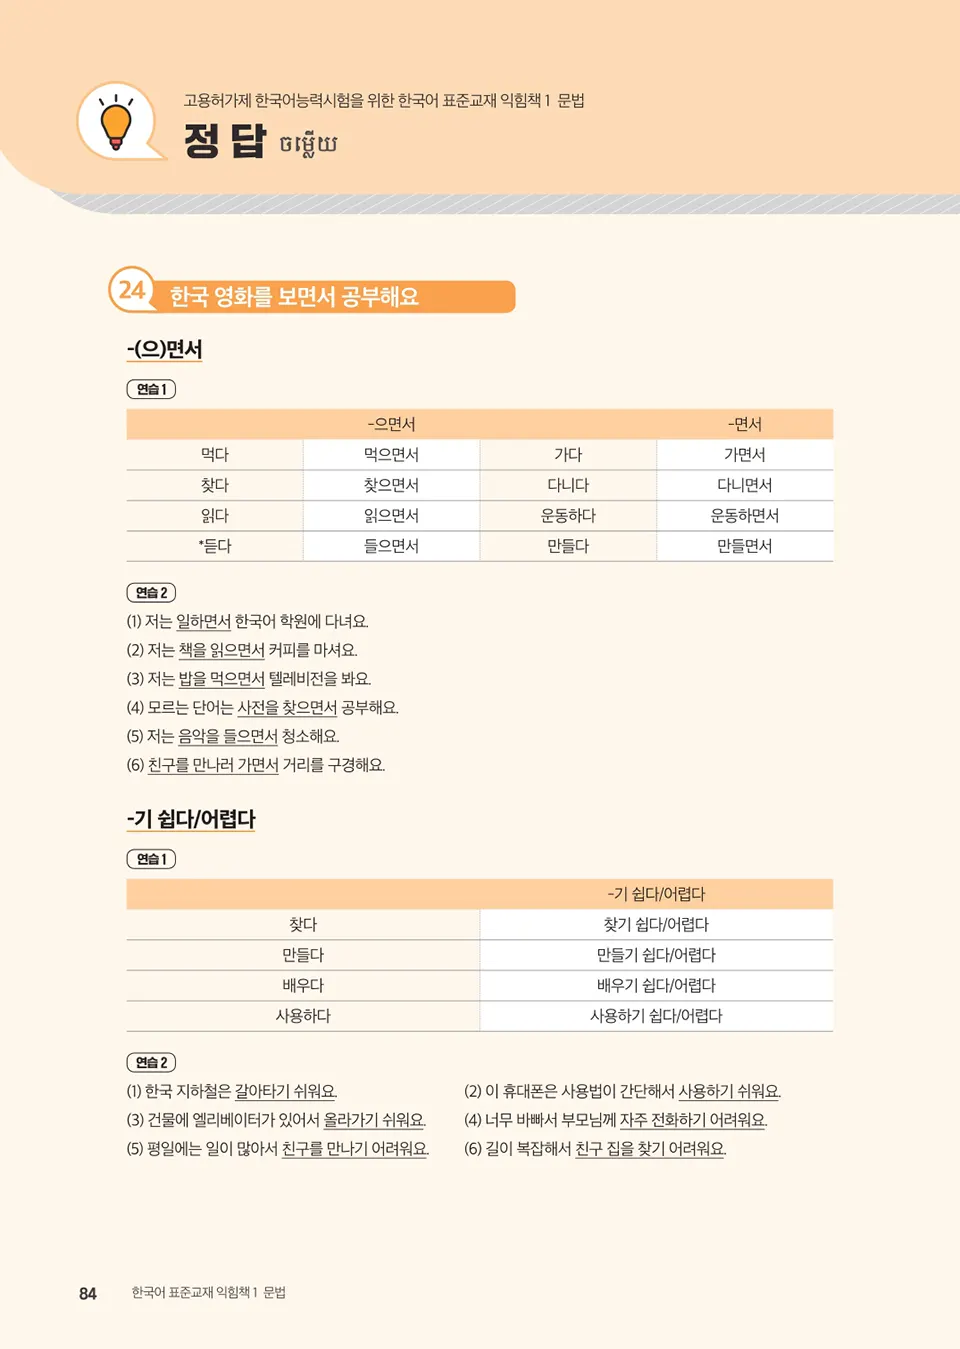 고용허가제 한국어능력시험을 위한 한국어 표준교재 익힘책 1 문법
정답 ចម្លើយ
24 한국 영화를 보면서 공부해요
-(으)면서
연습 1
-으면서 -면서
먹다 먹으면서 가다 가면서
찾다 찾으면서 다니다 다니면서
읽다 읽으면서 운동하다 운동하면서
*듣다 들으면서 만들다 만들면서
연습 2
(1) 저는 일하면서 한국어 학원에 다녀요.
(2) 저는 책을 읽으면서 커피를 마셔요.
(3) 저는 밥을 먹으면서 텔레비전을 봐요.
(4) 모르는 단어는 사전을 찾으면서 공부해요.
(5) 저는 음악을 들으면서 청소해요.
(6) 친구를 만나러 가면서 거리를 구경해요.
-기 쉽다/어렵다
연습 1
-기 쉽다/어렵다
찾다 찾기 쉽다/어렵다
만들다 만들기 쉽다/어렵다
배우다 배우기 쉽다/어렵다
사용하다 사용하기 쉽다/어렵다
연습 2
(1) 한국 지하철은 갈아타기 쉬워요. (2) 이 휴대폰은 사용법이 간단해서 사용하기 쉬워요.
(3) 건물에 엘리베이터가 있어서 올라가기 쉬워요. (4) 너무 바빠서 부모님께 자주 전화하기 어려워요.
(5) 평일에는 일이 많아서 친구를 만나기 어려워요. (6) 길이 복잡해서 친구 집을 찾기 어려워요.
84 한국어 표준교재 익힘책 1 문법